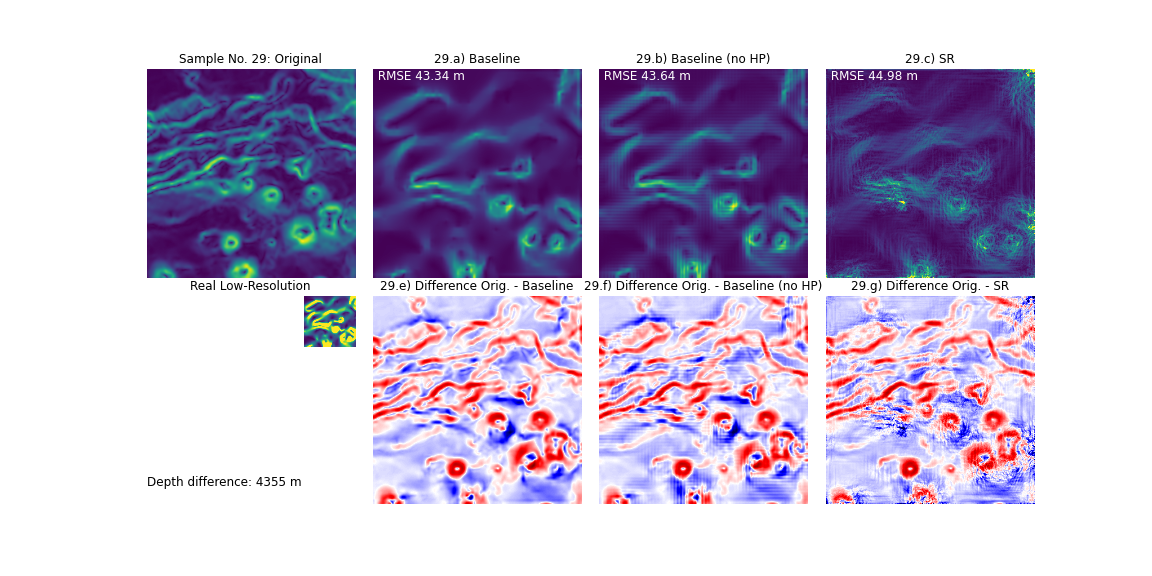 Sample No. 29: Original
29.a) Baseline
29.b) Baseline (no HP)
29.c) SR
RMSE 43.34 m
RMSE 43.64 m
RMSE 44.98 m
Real Low-Resolution
29.e) Difference Orig. - Baseline
29.f) Difference Orig. - Baseline (no HP)
29.g) Difference Orig. - SR
Depth difference: 4355 m